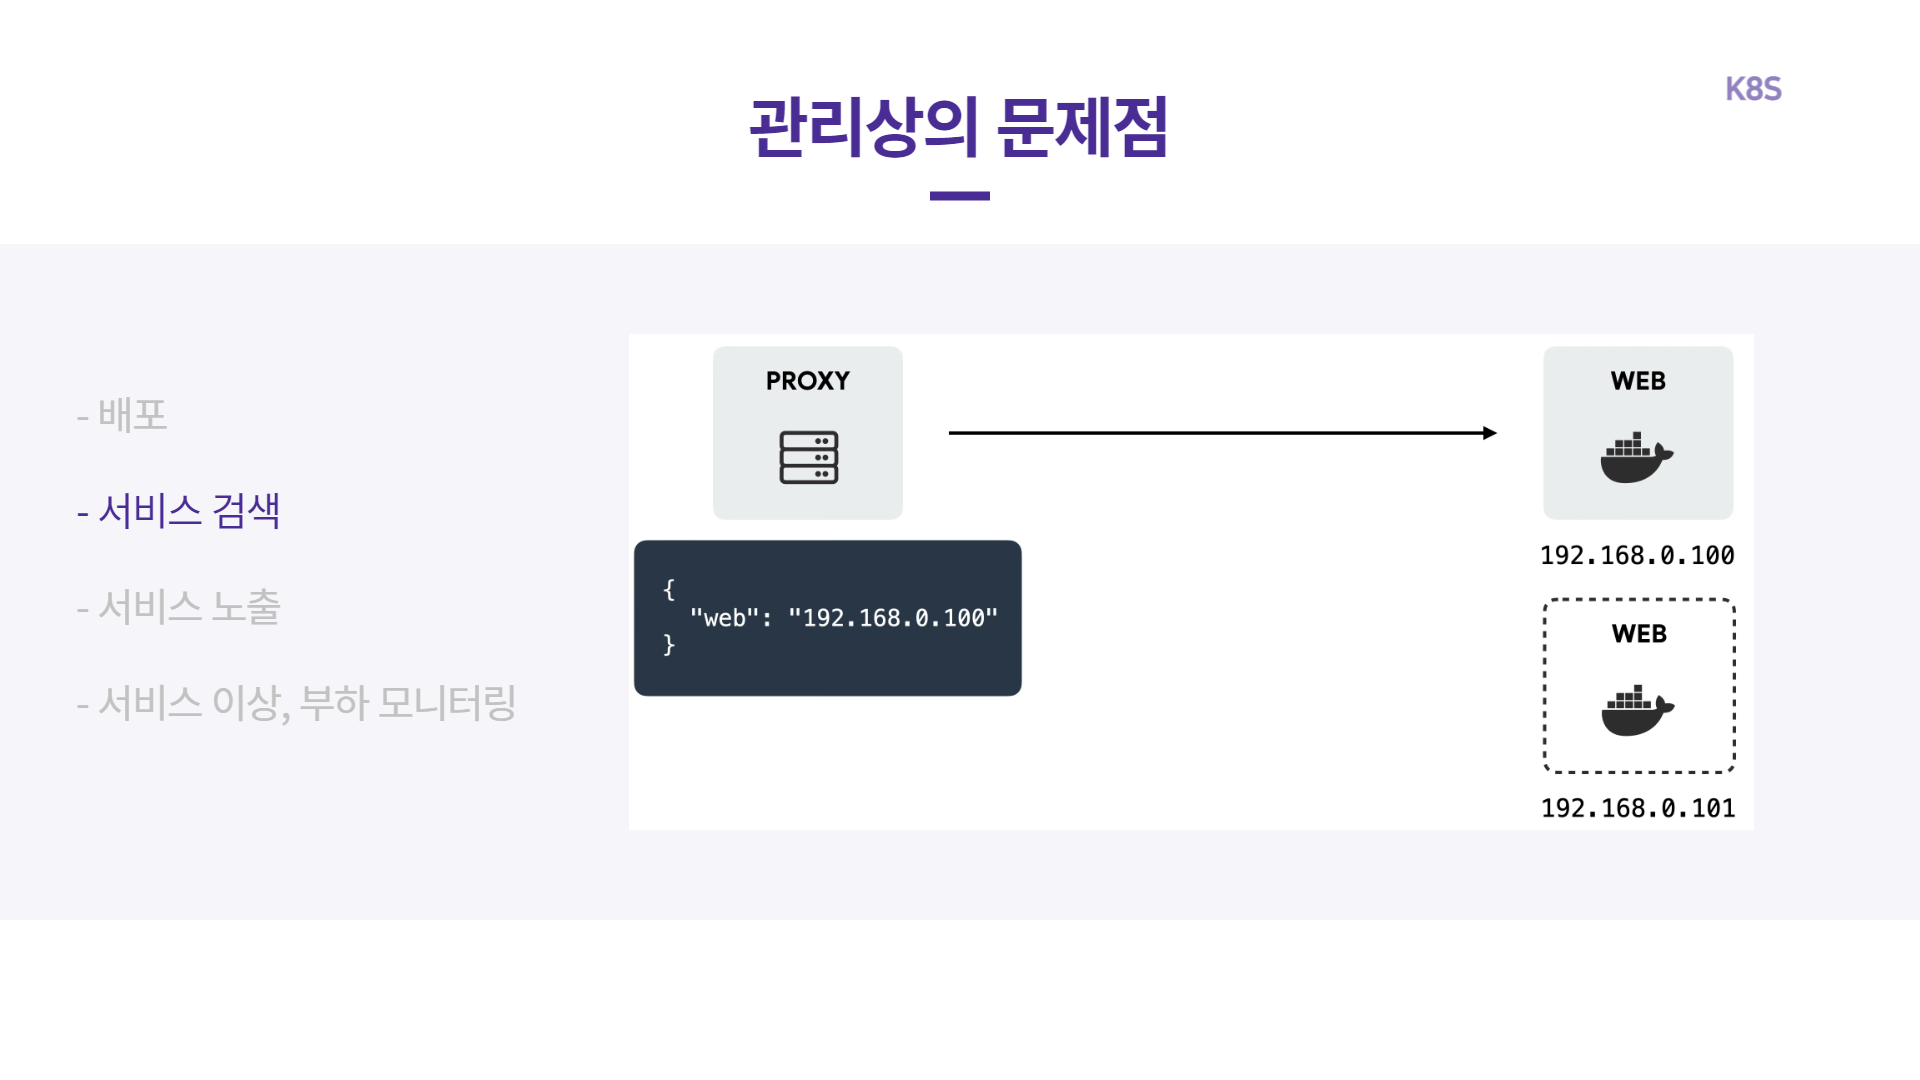 K8S
관리상의 문제점
- 배포
- 서비스 검색
- 서비스 노출
- 서비스 이상, 부하 모니터링
PROXY
{
"web": "192.168.0.100"
}
WEB
192.168.0.100
WEB
192.168.0.101